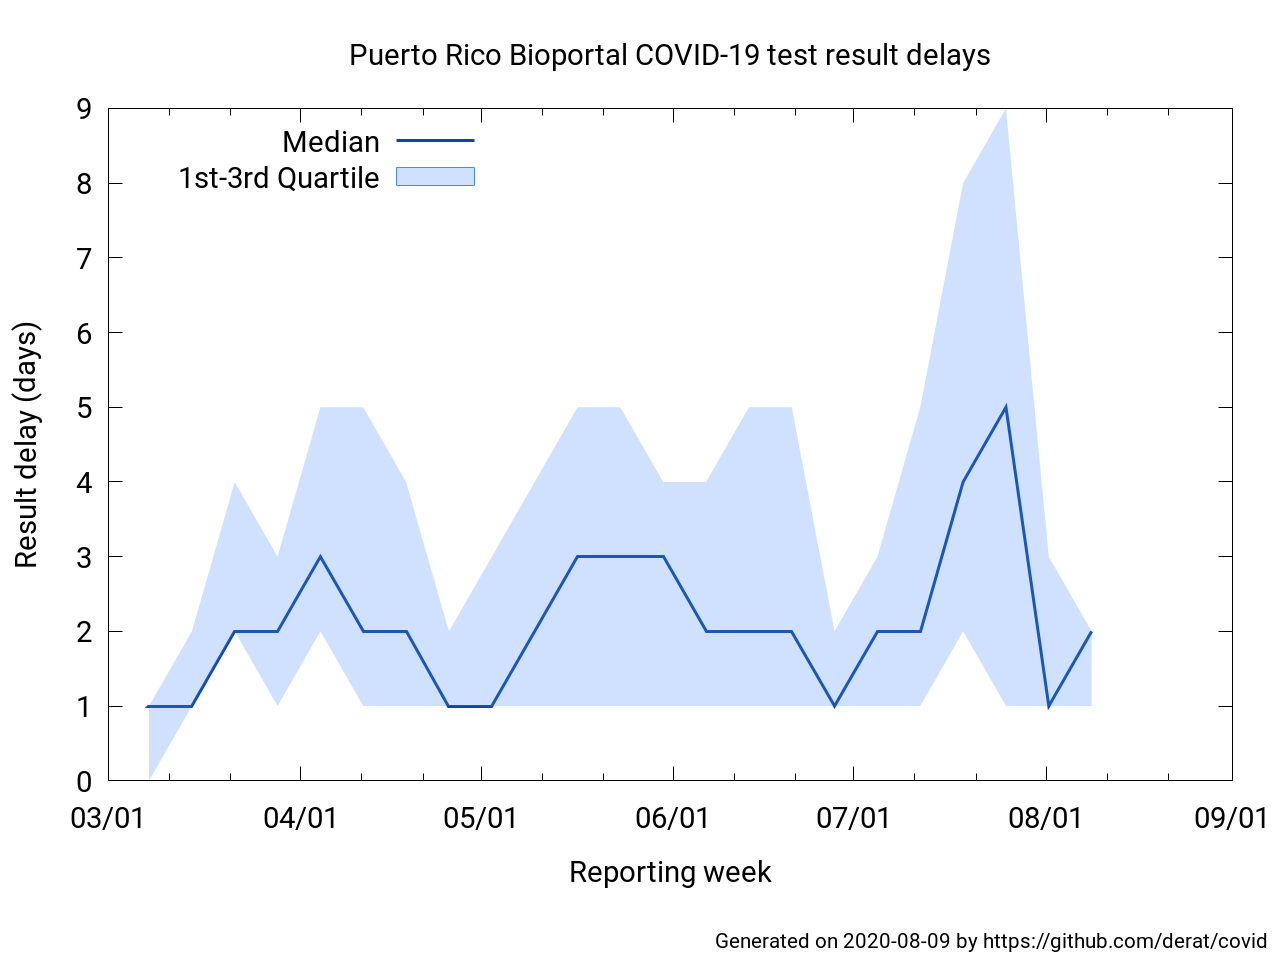 Puerto Rico Bioportal COVID-19 test result delays
Median
1st-3rd Quartile
9
8
7
6
5
4
3
2
1
0
Result delay (days)
03/01 04/01 05/01 06/01 07/01 08/01 09/01
Reporting week
Generated on 2020-08-09 by https://github.com/derat/covid